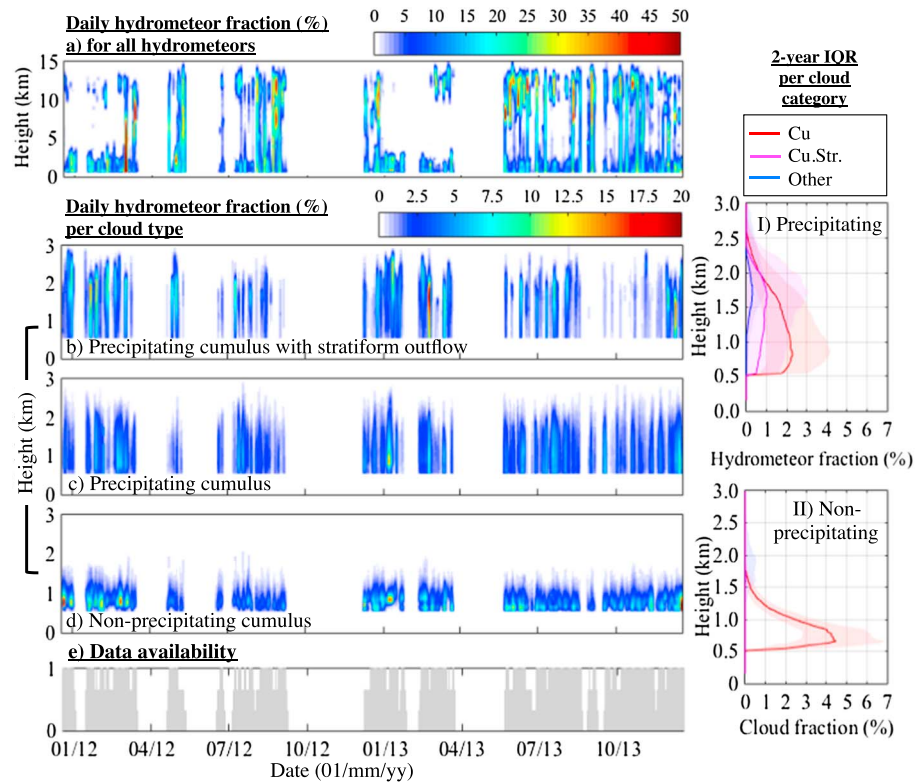 Daily hydrometeor fraction (%)
a) for all hydrometeors
0 5 10 15 20 25 30 35 40 45 50
15
10
5
0
Height (km)
Daily hydrometeor fraction (%)
per cloud type
0 2.5 5 7.5 10 12.5 15 17.5 20
3
2
1
0
b) Precipitating cumulus with stratiform outflow
3
2
1
0
c) Precipitating cumulus
3
2
1
0
d) Non-precipitating cumulus
Height (km)
e) Data availability
1
0
01/12 04/12 07/12 10/12 01/13 04/13 07/13 10/13
Date (01/mm/yy)
2-year IQR
per cloud
category
Cu
Cu.Str.
Other
I) Precipitating
3.0
2.5
2.0
1.5
1.0
0.5
0.0
Height (km)
0 1 2 3 4 5 6 7
Hydrometeor fraction (%)
II) Non-
precipitating
3.0
2.5
2.0
1.5
1.0
0.5
0
Height (km)
0 1 2 3 4 5 6 7
Cloud fraction (%)